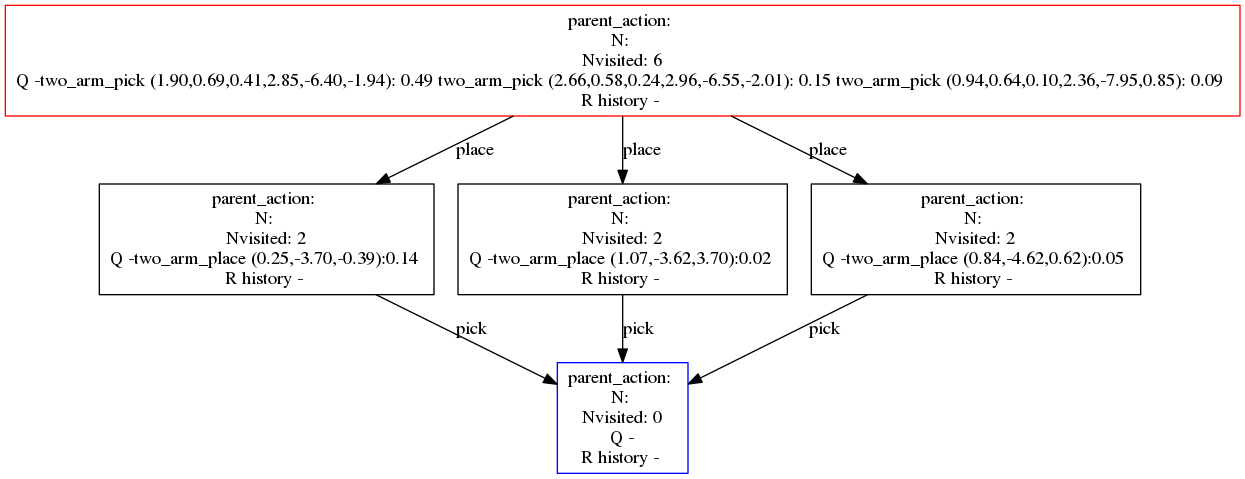 parent_action:
N:
Nvisited: 6
Q -two_arm_pick (1.90,0.69,0.41,2.85,-6.40,-1.94): 0.49 two_arm_pick (2.66,0.58,0.24,2.96,-6.55,-2.01): 0.15 two_arm_pick (0.94,0.64,0.10,2.36,-7.95,0.85): 0.09
R history -
place
place
place
parent_action:
N:
Nvisited: 2
Q -two_arm_place (0.25,-3.70,-0.39):0.14
R history -
parent_action:
N:
Nvisited: 2
Q -two_arm_place (1.07,-3.62,3.70):0.02
R history -
parent_action:
N:
Nvisited: 2
Q -two_arm_place (0.84,-4.62,0.62):0.05
R history -
pick
pick
pick
parent_action:
N:
Nvisited: 0
Q -
R history -